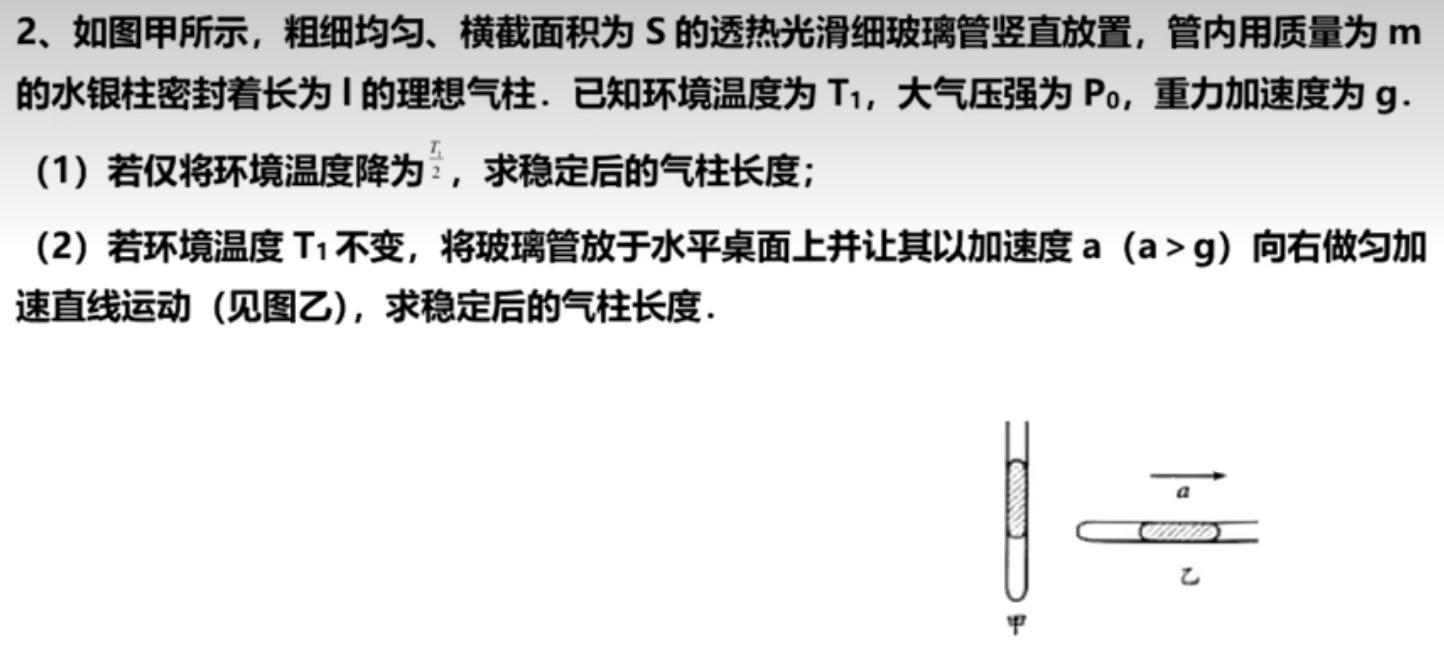 2、如图甲所示，粗细均匀、横截面积为 S 的透热光滑细玻璃管竖直放置，管内用质量为 m
的水银柱密封着长为 l 的理想气柱．已知环境温度为 T₁，大气压强为 P₀，重力加速度为 g．
（1）若仅将环境温度降为 T₁/2，求稳定后的气柱长度；
（2）若环境温度 T₁不变，将玻璃管放于水平桌面上并让其以加速度 a（a＞g）向右做匀加
速直线运动（见图乙），求稳定后的气柱长度．
a
乙
甲